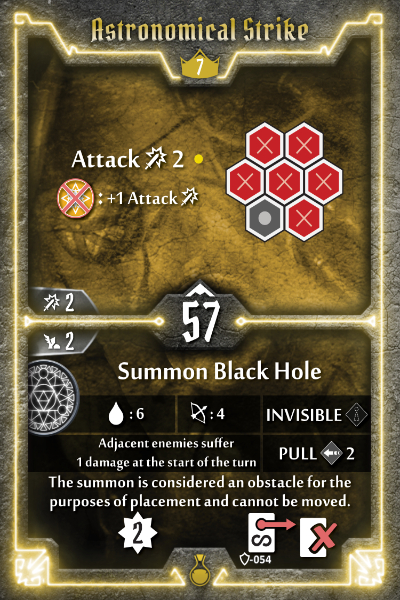 Astronomical Strike
7
Attack 2
: +1 Attack
2
57
2
Summon Black Hole
: 6
: 4
INVISIBLE
Adjacent enemies suffer
1 damage at the start of the turn
PULL 2
The summon is considered an obstacle for the
purposes of placement and cannot be moved.
2
S
-054